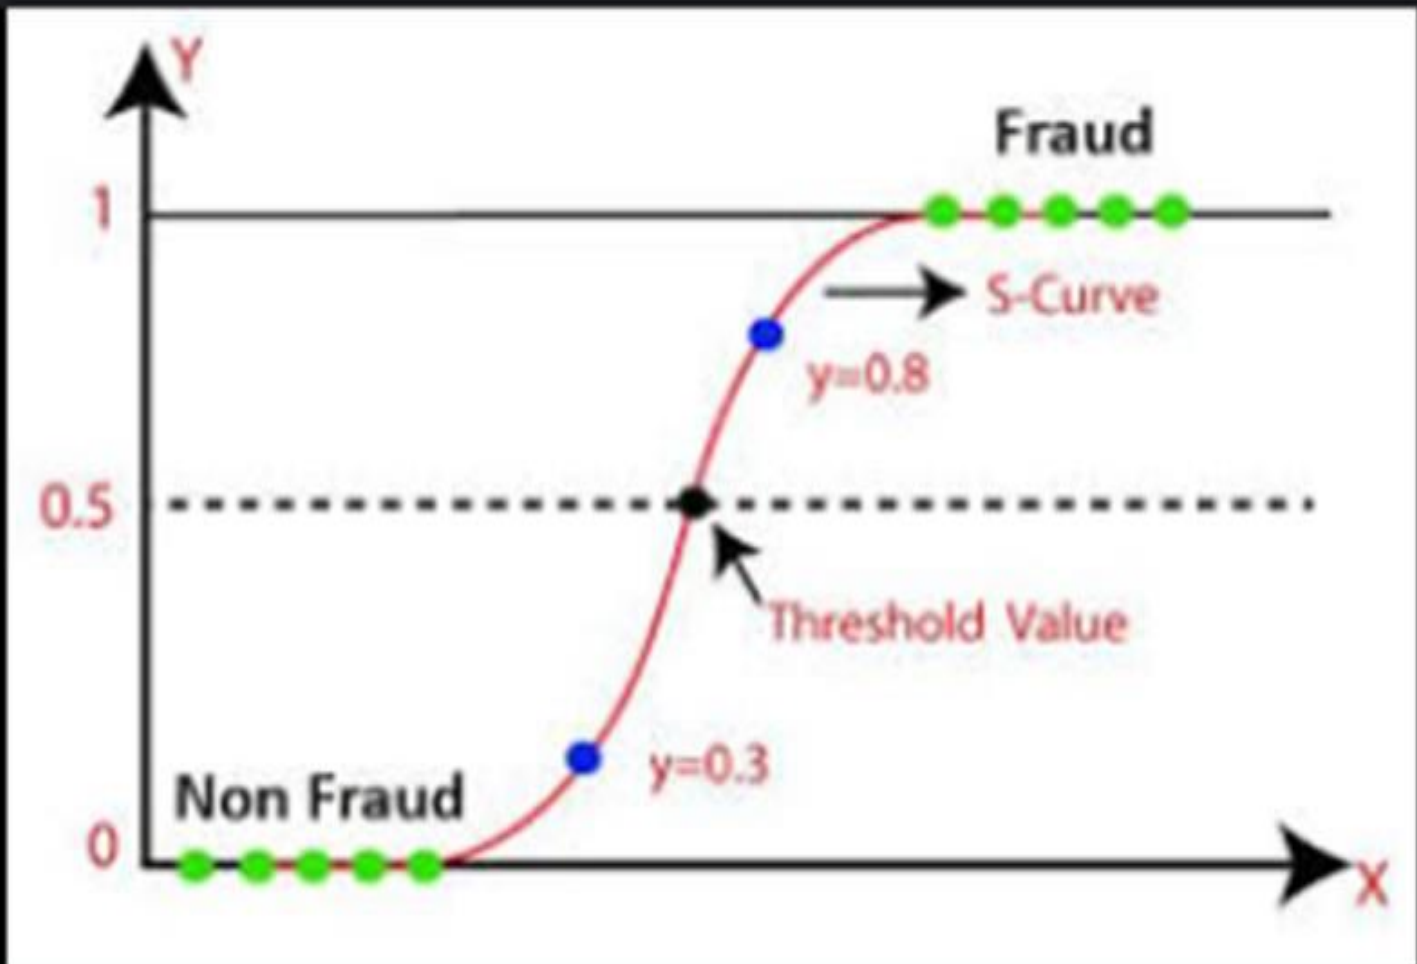 Y
Fraud
1
S-Curve
y=0.8
0.5
Threshold Value
y=0.3
Non Fraud
0
X